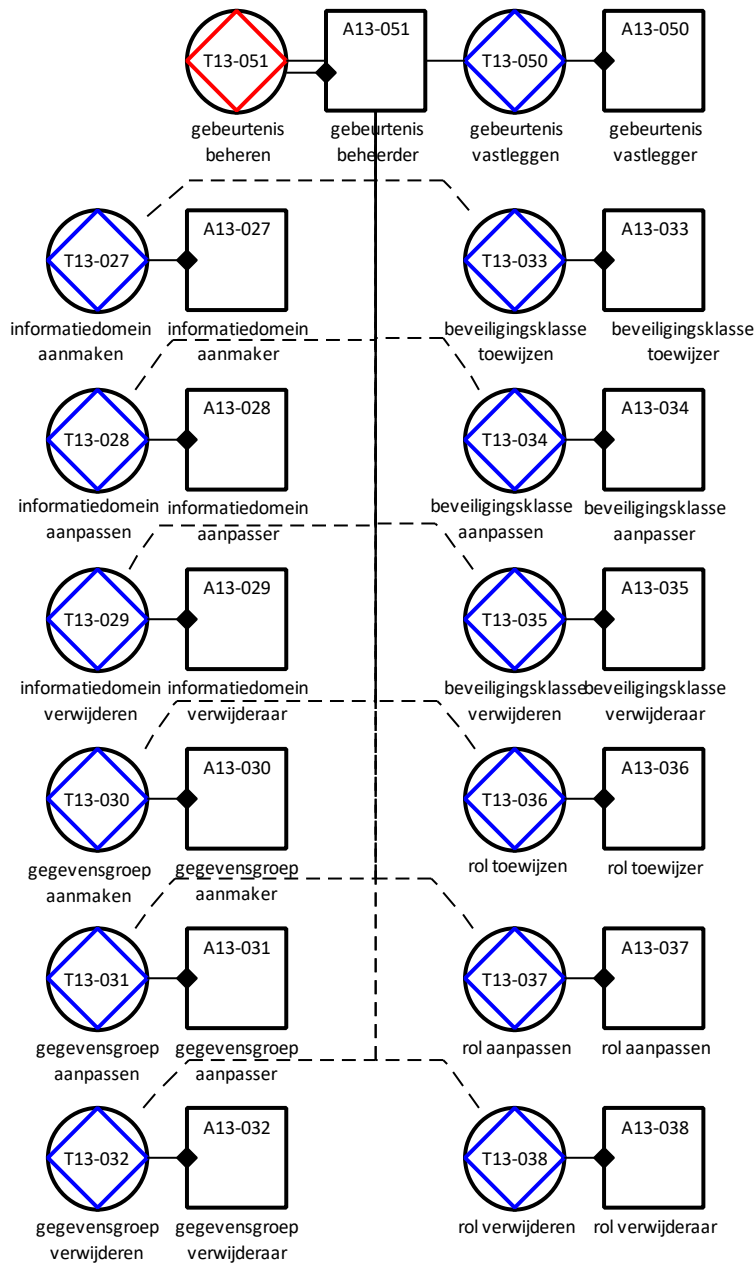 T13-051
A13-051
T13-050
A13-050
gebeurtenis
beheren
gebeurtenis
beheerder
gebeurtenis
vastleggen
gebeurtenis
vastlegger
T13-027
A13-027
T13-033
A13-033
informatiedomein
aanmaken
informatiedomein
aanmaker
beveiligingsklasse
toewijzen
beveiligingsklasse
toewijzer
T13-028
A13-028
T13-034
A13-034
informatiedomein
aanpassen
informatiedomein
aanpasser
beveiligingsklasse
aanpassen
beveiligingsklasse
aanpasser
T13-029
A13-029
T13-035
A13-035
informatiedomein
verwijderen
informatiedomein
verwijderaar
beveiligingsklasse
verwijderen
beveiligingsklasse
verwijderaar
T13-030
A13-030
T13-036
A13-036
gegevensgroep
aanmaken
gegevensgroep
aanmaker
rol toewijzen
rol toewijzer
T13-031
A13-031
T13-037
A13-037
gegevensgroep
aanpassen
gegevensgroep
aanpasser
rol aanpassen
rol aanpassen
T13-032
A13-032
T13-038
A13-038
gegevensgroep
verwijderen
gegevensgroep
verwijderaar
rol verwijderen
rol verwijderaar